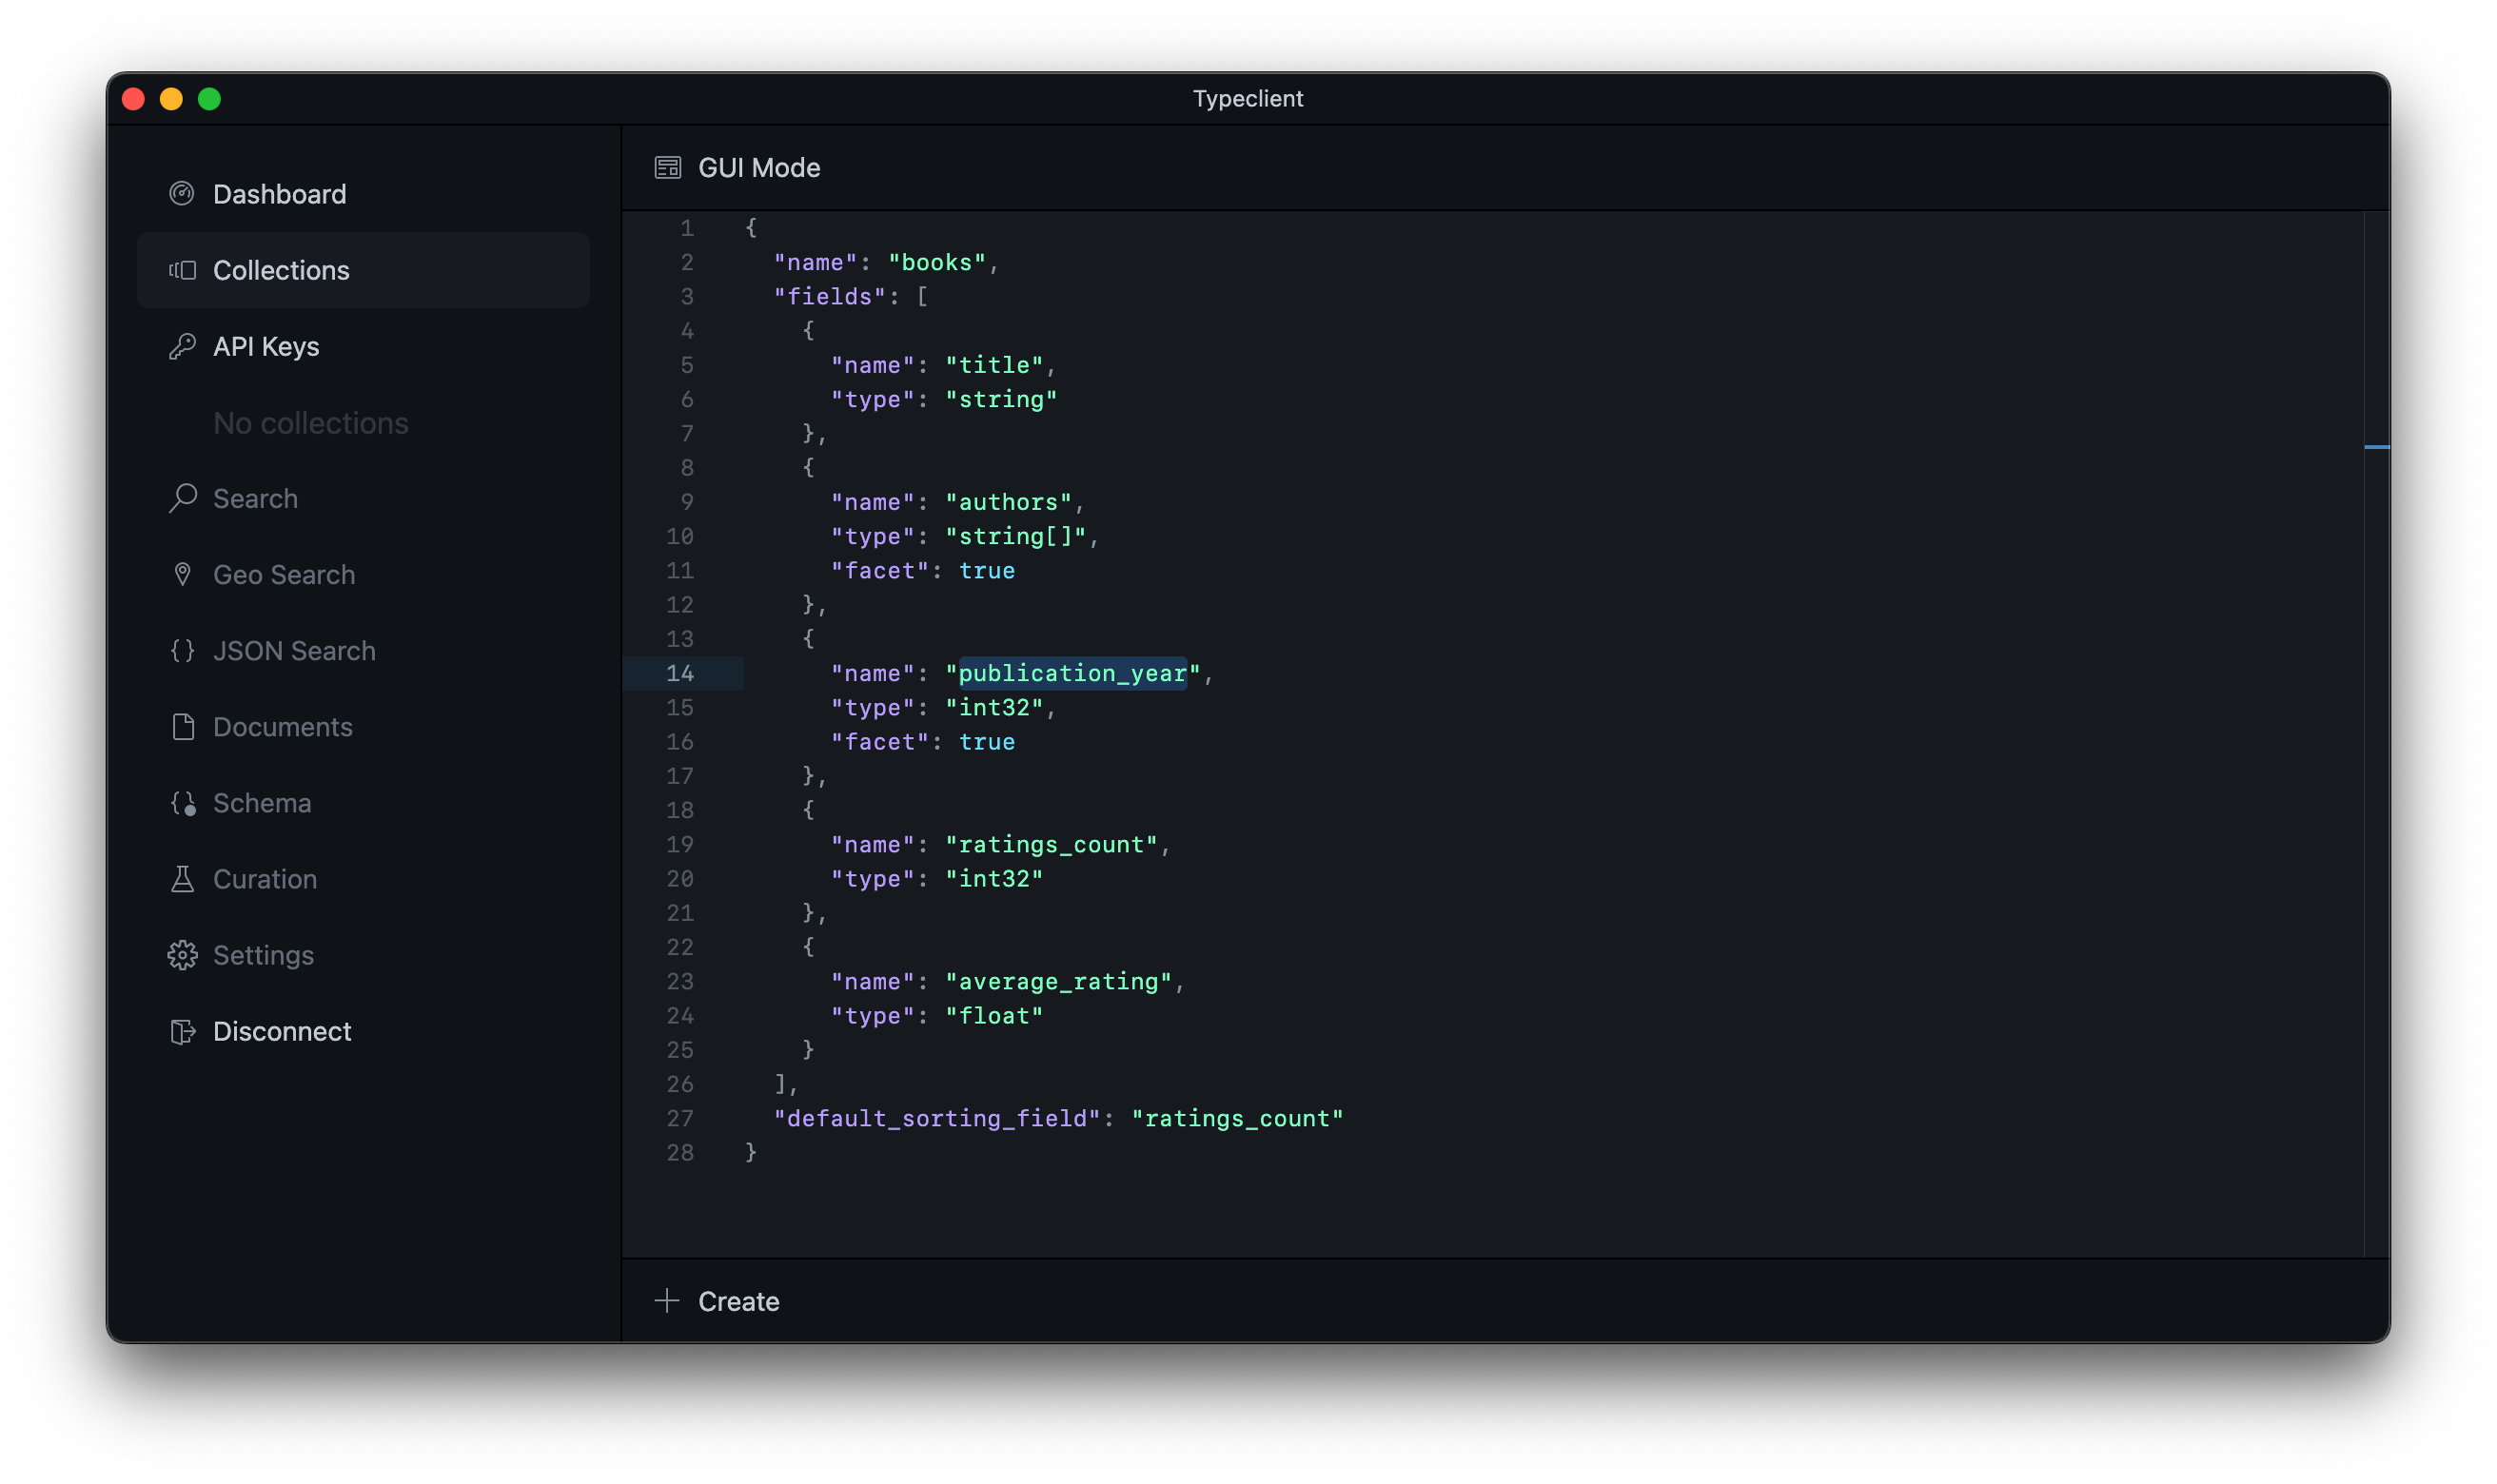 Typeclient
Dashboard
Collections
API Keys
No collections
Search
Geo Search
JSON Search
Documents
Schema
Curation
Settings
Disconnect
GUI Mode
1 {
2 "name": "books",
3 "fields": [
4 {
5 "name": "title",
6 "type": "string"
7 },
8 {
9 "name": "authors",
10 "type": "string[]",
11 "facet": true
12 },
13 {
14 "name": "publication_year",
15 "type": "int32",
16 "facet": true
17 },
18 {
19 "name": "ratings_count",
20 "type": "int32"
21 },
22 {
23 "name": "average_rating",
24 "type": "float"
25 }
26 ],
27 "default_sorting_field": "ratings_count"
28 }
Create